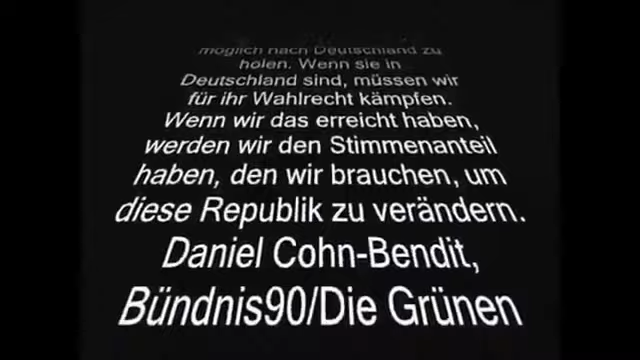 möglich nach Deutschland zu
holen. Wenn sie in
Deutschland sind, müssen wir
für ihr Wahlrecht kämpfen.
Wenn wir das erreicht haben,
werden wir den Stimmenanteil
haben, den wir brauchen, um
diese Republik zu verändern.
Daniel Cohn-Bendit,
Bündnis90/Die Grünen